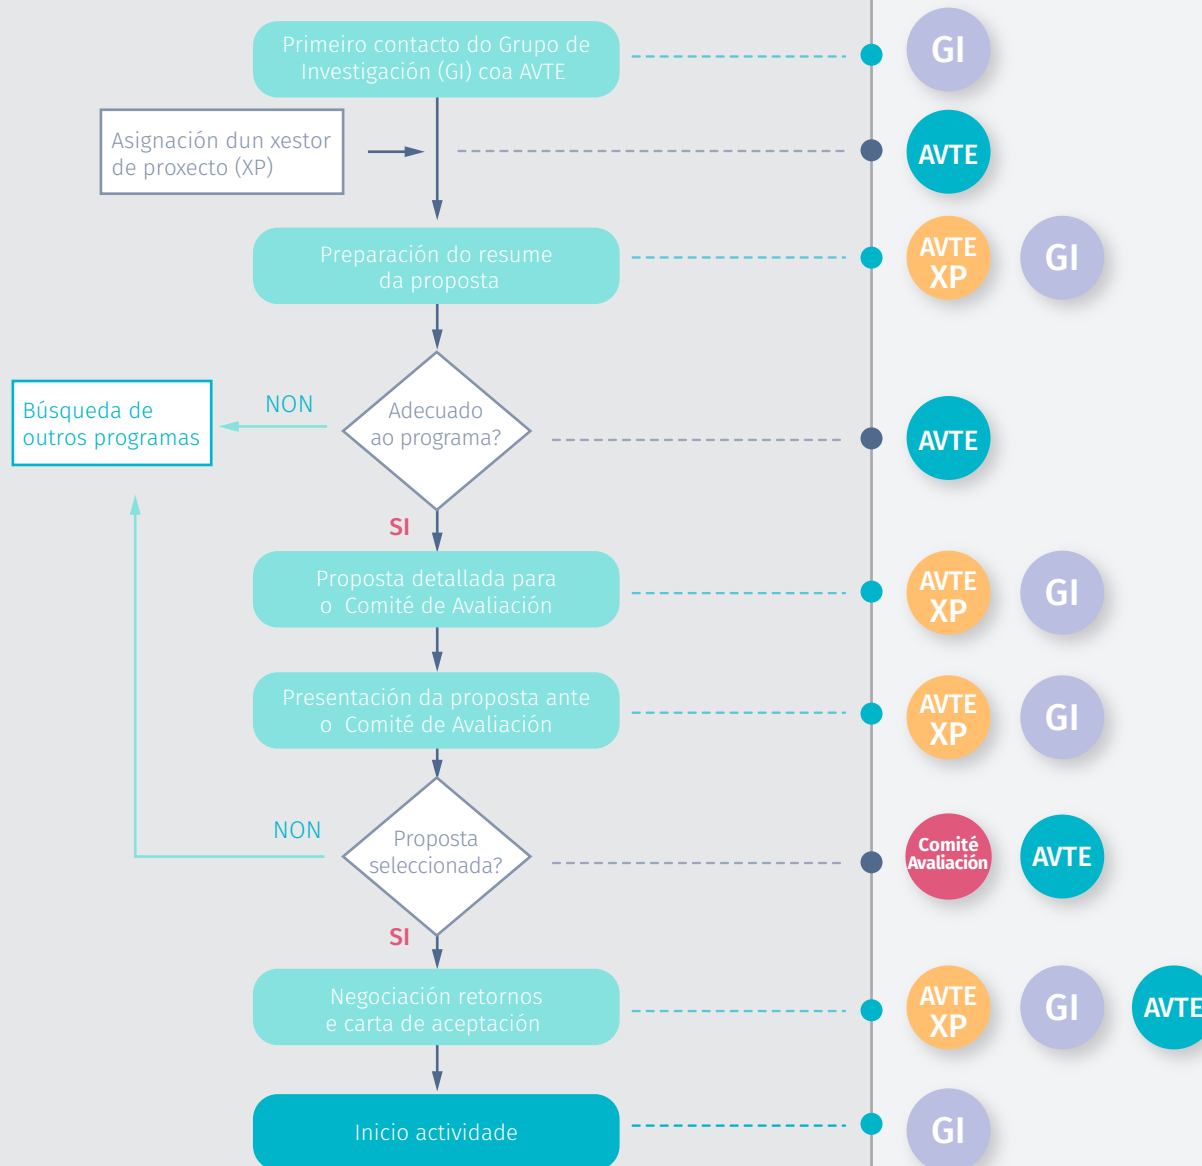 Primeiro contacto do Grupo de
Investigación (GI) coa AVTE
GI
Asignación dun xestor
de proxecto (XP)
AVTE
Preparación do resume
da proposta
AVTE
XP
GI
Búsqueda de
outros programas
NON
Adecuado
ao programa?
AVTE
SI
Proposta detallada para
o Comité de Avaliación
AVTE
XP
GI
Presentación da proposta ante
o Comité de Avaliación
AVTE
XP
GI
NON
Proposta
seleccionada?
Comité
Avaliación
AVTE
SI
Negociación retornos
e carta de aceptación
AVTE
XP
GI
AVTE
Inicio actividade
GI